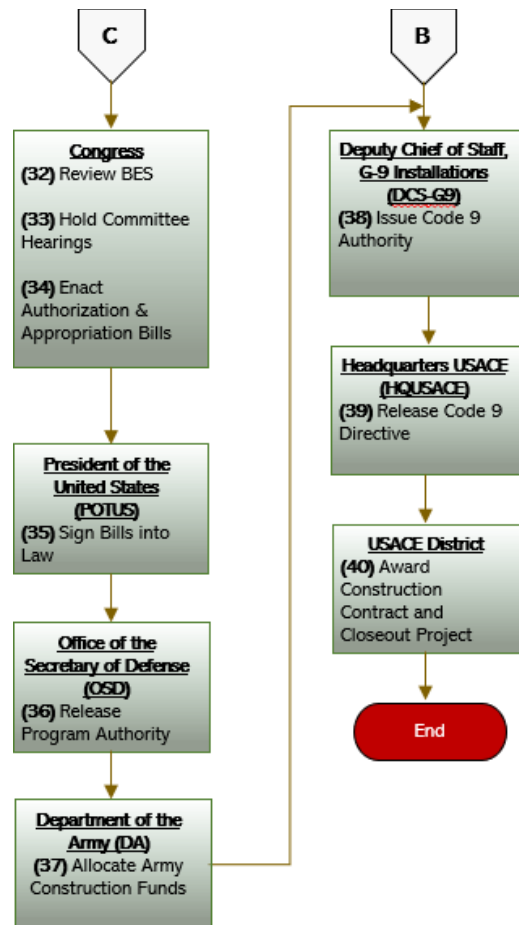 C
Congress
(32) Review BES
(33) Hold Committee
Hearings
(34) Enact
Authorization &
Appropriation Bills
President of the
United States
(POTUS)
(35) Sign Bills into
Law
Office of the
Secretary of Defense
(OSD)
(36) Release
Program Authority
Department of the
Army (DA)
(37) Allocate Army
Construction Funds
B
Deputy Chief of Staff,
G-9 Installations
(DCS-G9)
(38) Issue Code 9
Authority
Headquarters USACE
(HQUSACE)
(39) Release Code 9
Directive
USACE District
(40) Award
Construction
Contract and
Closeout Project
End